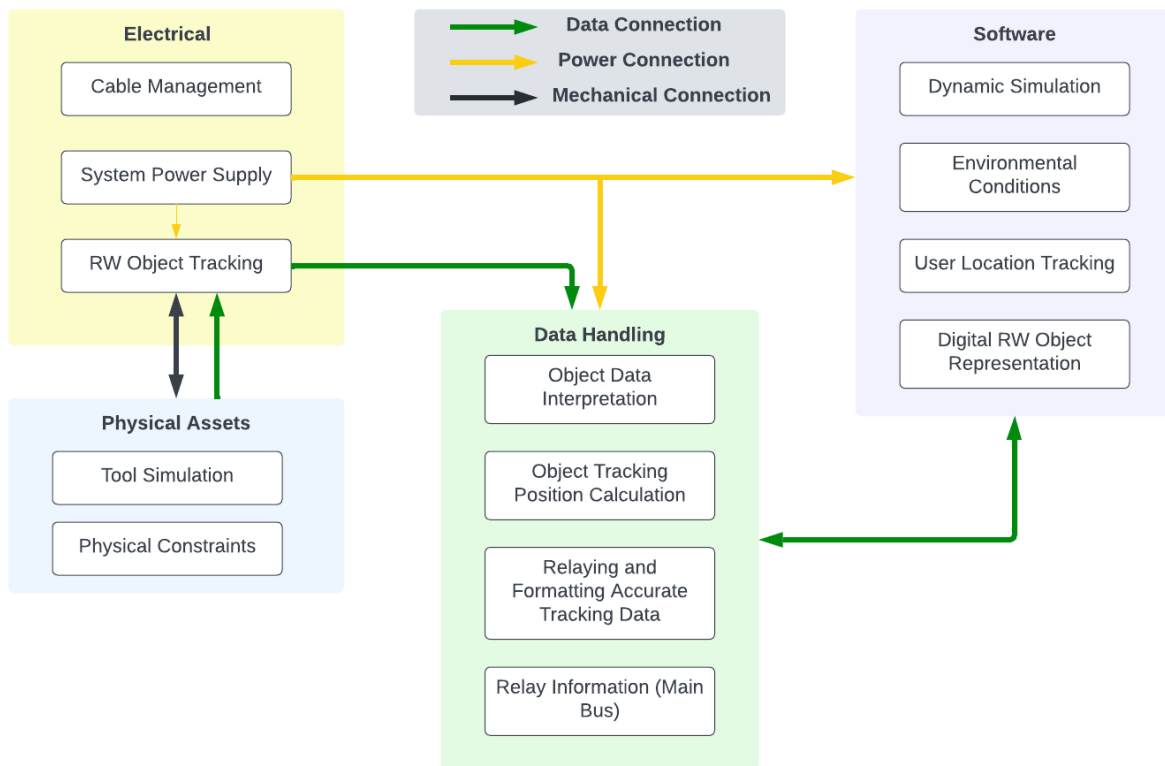 Electrical
Cable Management
System Power Supply
RW Object Tracking
Data Connection
Power Connection
Mechanical Connection
Software
Dynamic Simulation
Environmental
Conditions
User Location Tracking
Digital RW Object
Representation
Physical Assets
Tool Simulation
Physical Constraints
Data Handling
Object Data
Interpretation
Object Tracking
Position Calculation
Relaying and
Formatting Accurate
Tracking Data
Relay Information (Main
Bus)